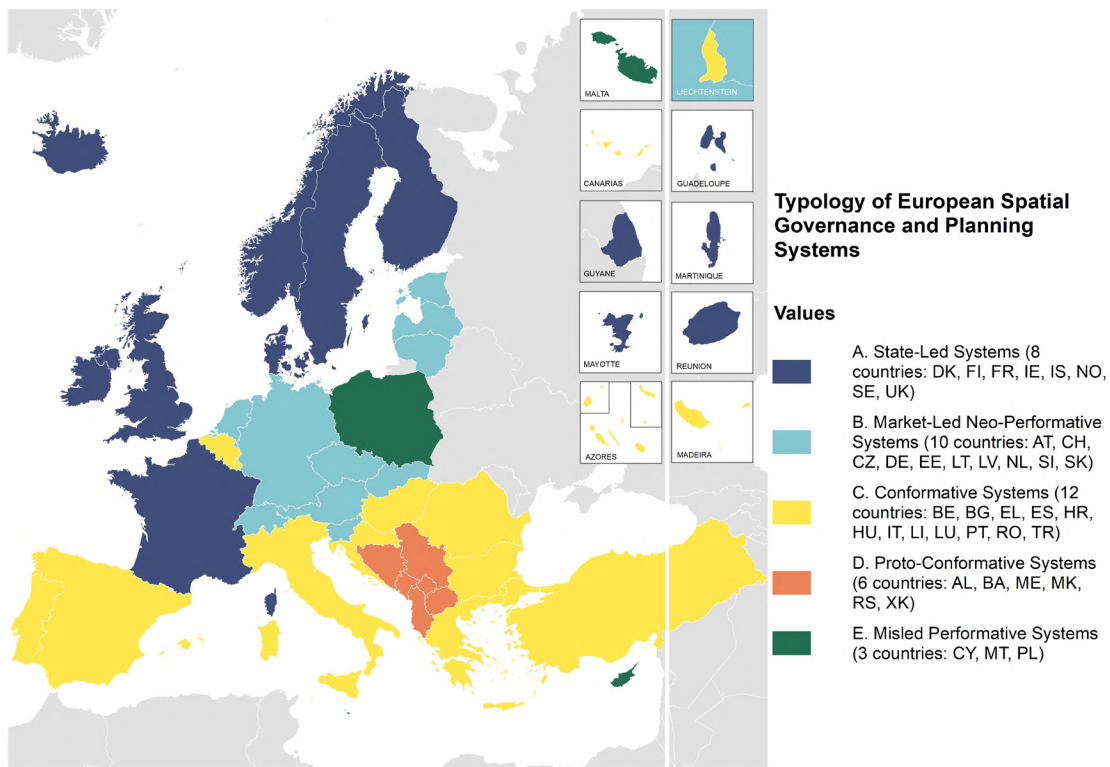 MALTA
LIECHTENSTEIN
CANARIAS
GUADELOUPE
GUYANE
MARTINIQUE
MAYOTTE
REUNION
AZORES
MADEIRA
Typology of European Spatial
Governance and Planning
Systems
Values
A. State-Led Systems (8
countries: DK, FI, FR, IE, IS, NO,
SE, UK)
B. Market-Led Neo-Performative
Systems (10 countries: AT, CH,
CZ, DE, EE, LT, LV, NL, SI, SK)
C. Conformative Systems (12
countries: BE, BG, EL, ES, HR,
HU, IT, LI, LU, PT, RO, TR)
D. Proto-Conformative Systems
(6 countries: AL, BA, ME, MK,
RS, XK)
E. Misled Performative Systems
(3 countries: CY, MT, PL)